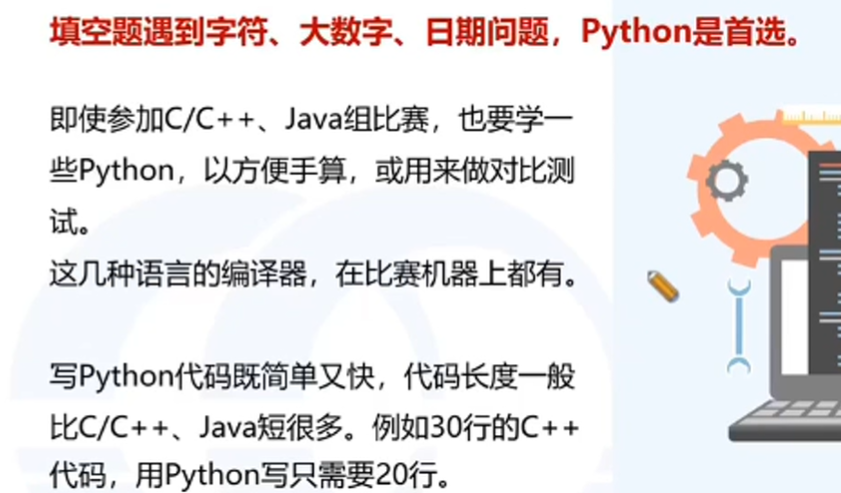 填空题遇到字符、大数字、日期问题，Python是首选。
即使参加C/C++、Java组比赛，也要学一
些Python，以方便手算，或用来做对比测
试。
这几种语言的编译器，在比赛机器上都有。
写Python代码既简单又快，代码长度一般
比C/C++、Java短很多。例如30行的C++
代码，用Python写只需要20行。